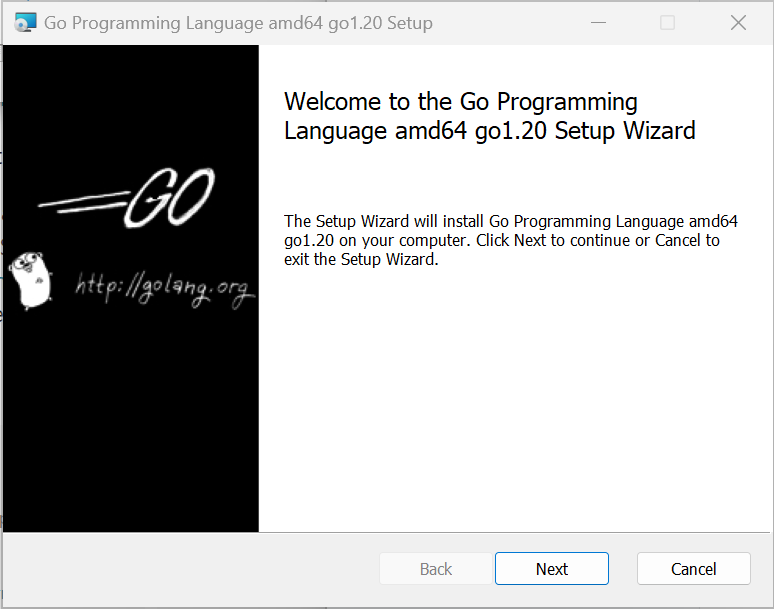 Go Programming Language amd64 go1.20 Setup
Welcome to the Go Programming
Language amd64 go1.20 Setup Wizard
GO
http://golang.org
The Setup Wizard will install Go Programming Language amd64
go1.20 on your computer. Click Next to continue or Cancel to
exit the Setup Wizard.
Back
Next
Cancel